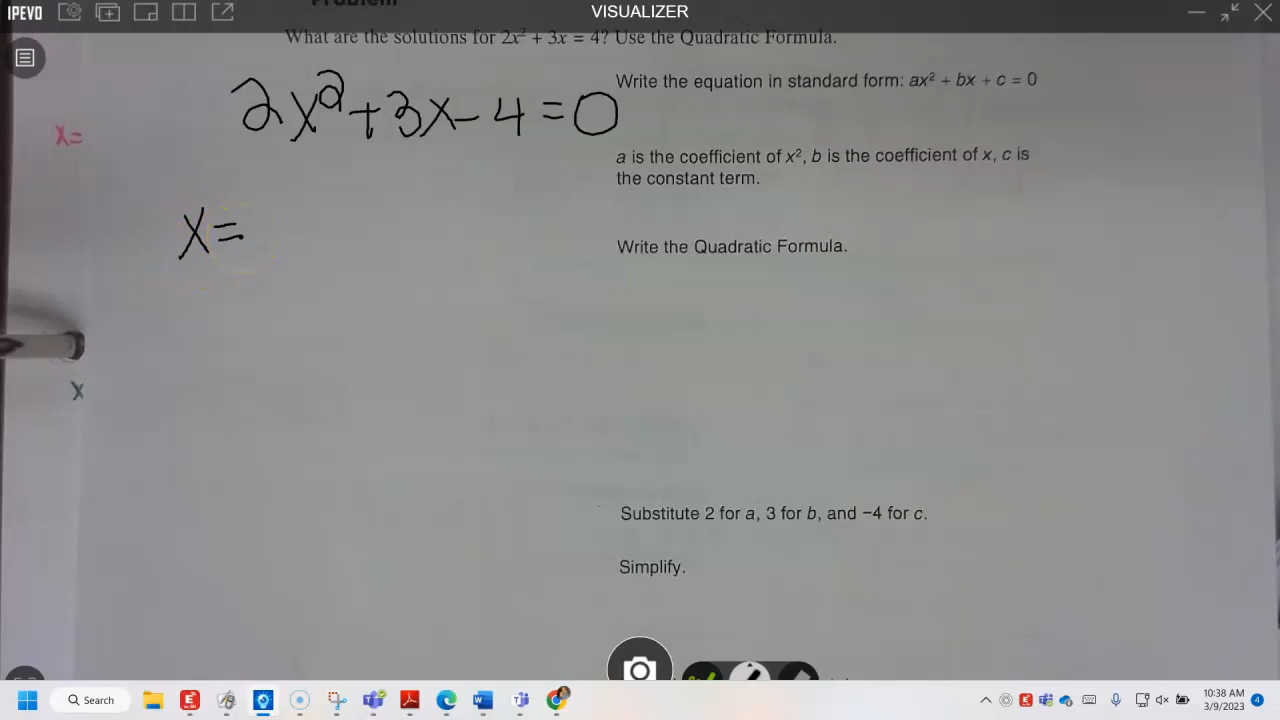 IPEVO
VISUALIZER
Problem
What are the solutions for 2x² + 3x = 4? Use the Quadratic Formula.
2x²+3x-4=0
Write the equation in standard form: ax² + bx + c = 0
x=
a is the coefficient of x², b is the coefficient of x, c is
the constant term.
x=
Write the Quadratic Formula.
x
Substitute 2 for a, 3 for b, and −4 for c.
Simplify.
Search
10:38 AM
3/9/2023
4